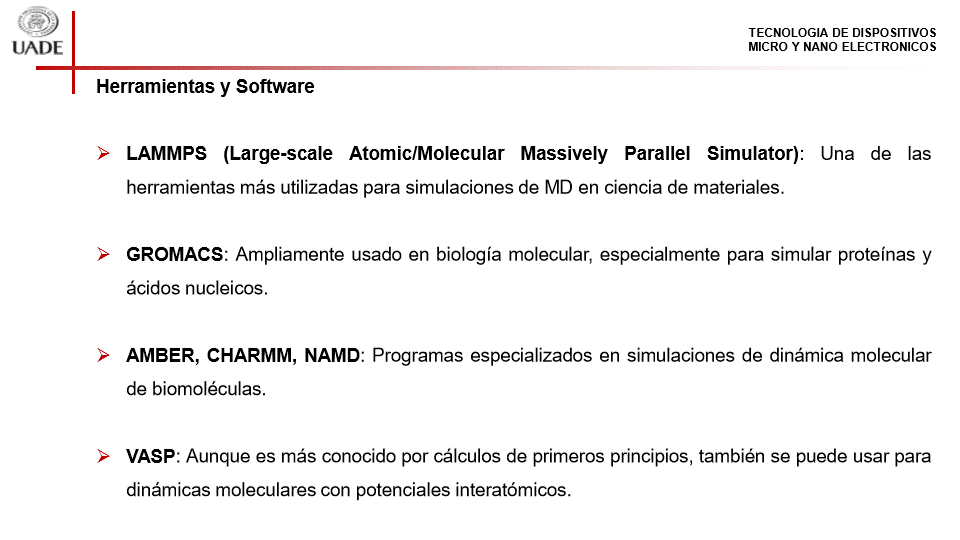 UADE
TECNOLOGIA DE DISPOSITIVOS
MICRO Y NANO ELECTRONICOS
Herramientas y Software
LAMMPS (Large-scale Atomic/Molecular Massively Parallel Simulator): Una de las
herramientas más utilizadas para simulaciones de MD en ciencia de materiales.
GROMACS: Ampliamente usado en biología molecular, especialmente para simular proteínas y
ácidos nucleicos.
AMBER, CHARMM, NAMD: Programas especializados en simulaciones de dinámica molecular
de biomoléculas.
VASP: Aunque es más conocido por cálculos de primeros principios, también se puede usar para
dinámicas moleculares con potenciales interatómicos.